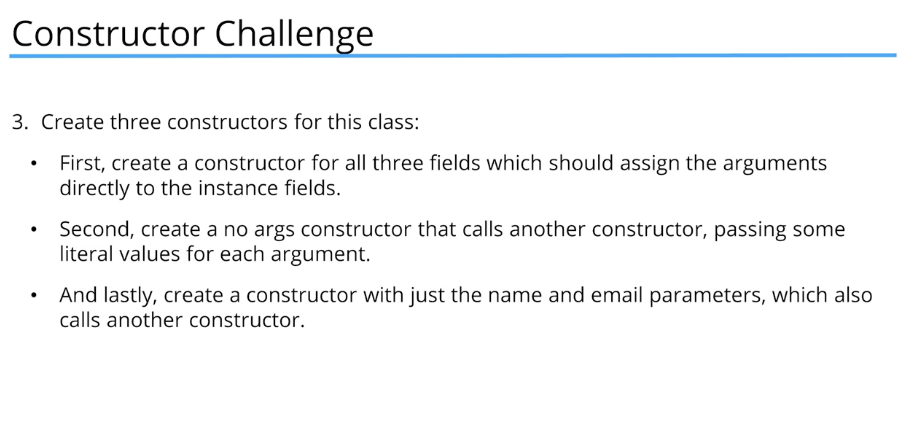 Constructor Challenge
3. Create three constructors for this class:
• First, create a constructor for all three fields which should assign the arguments
directly to the instance fields.
• Second, create a no args constructor that calls another constructor, passing some
literal values for each argument.
• And lastly, create a constructor with just the name and email parameters, which also
calls another constructor.